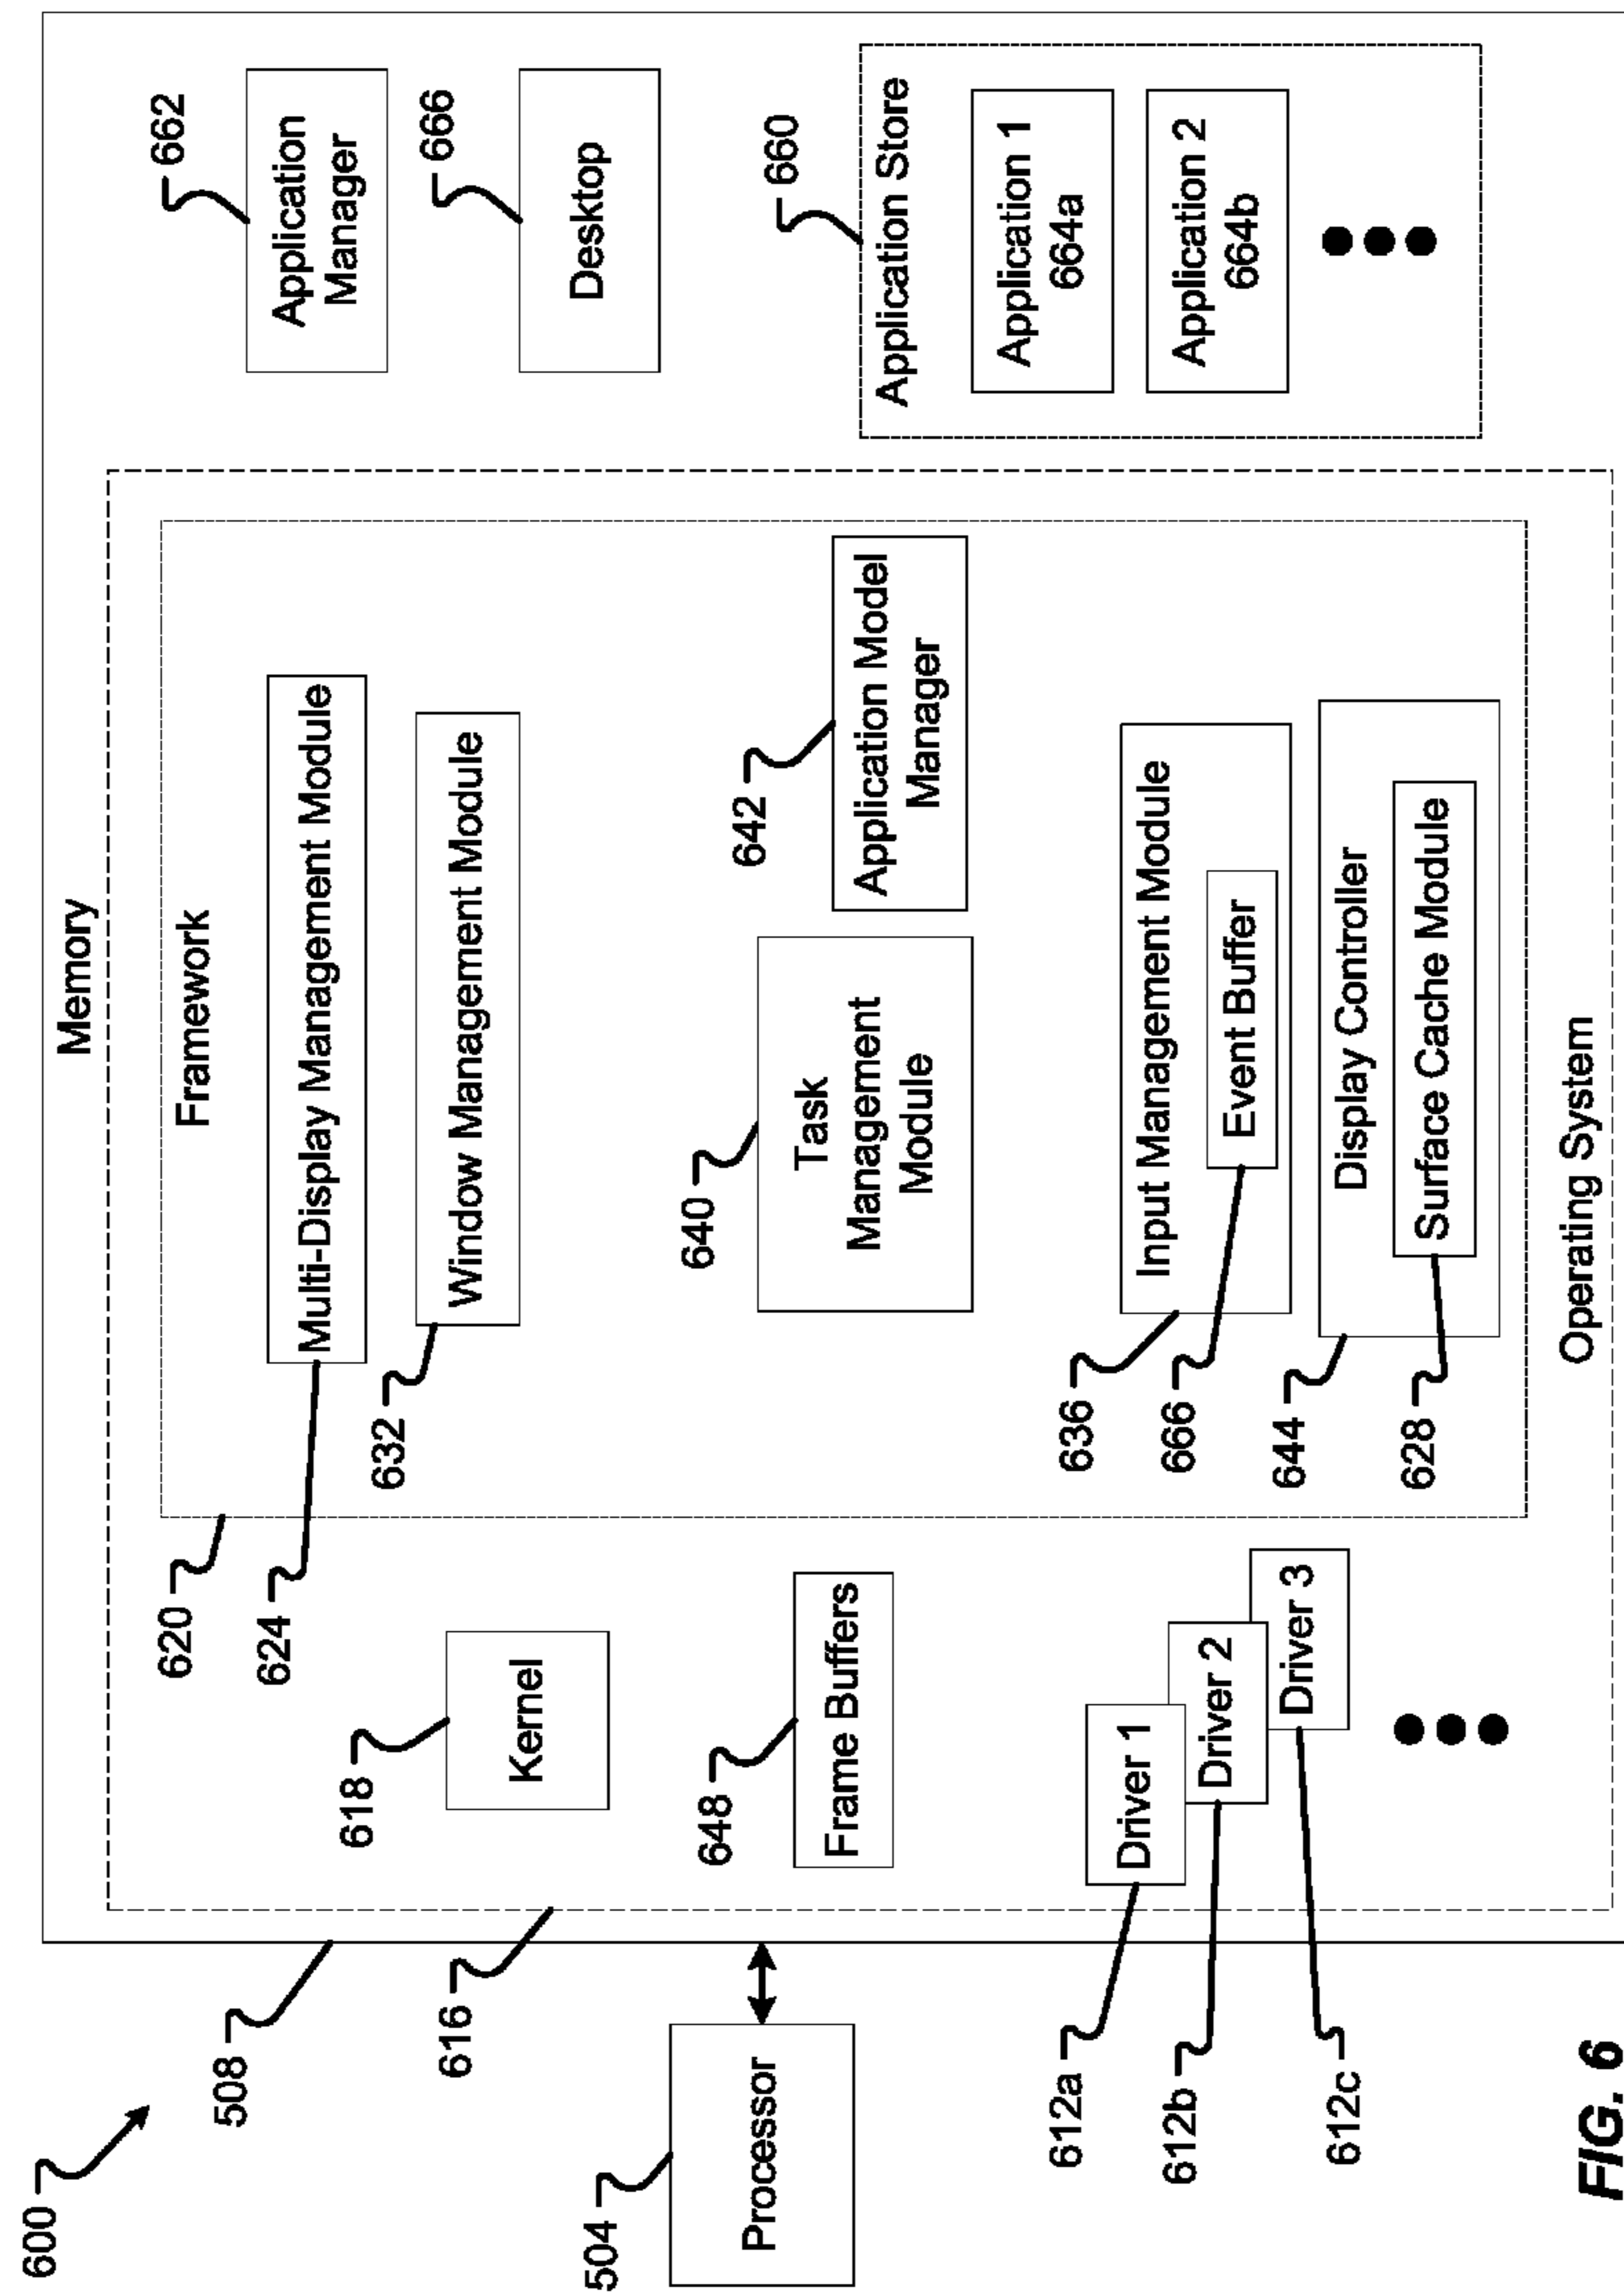 600
508
Memory
616
Operating System
504
Processor
620
Framework
624
Multi-Display Management Module
632
Window Management Module
618
Kernel
640
Task
Management
Module
642
Application Model
Manager
648
Frame Buffers
636
Input Management Module
666
Event Buffer
644
Display Controller
628
Surface Cache Module
612a
Driver 1
612b
Driver 2
612c
Driver 3
662
Application
Manager
666
Desktop
660
Application Store
Application 1
664a
Application 2
664b
FIG. 6